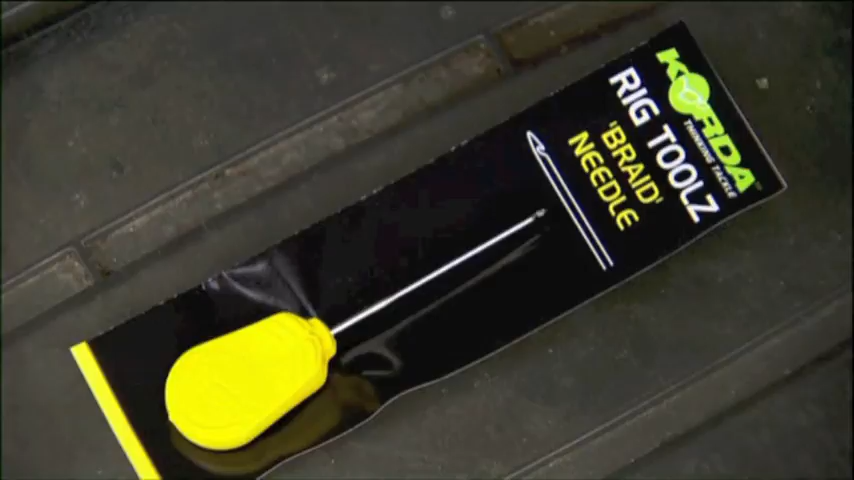 KORDA
THINKING TACKLE
RIG TOOLZ
'BRAID'
NEEDLE